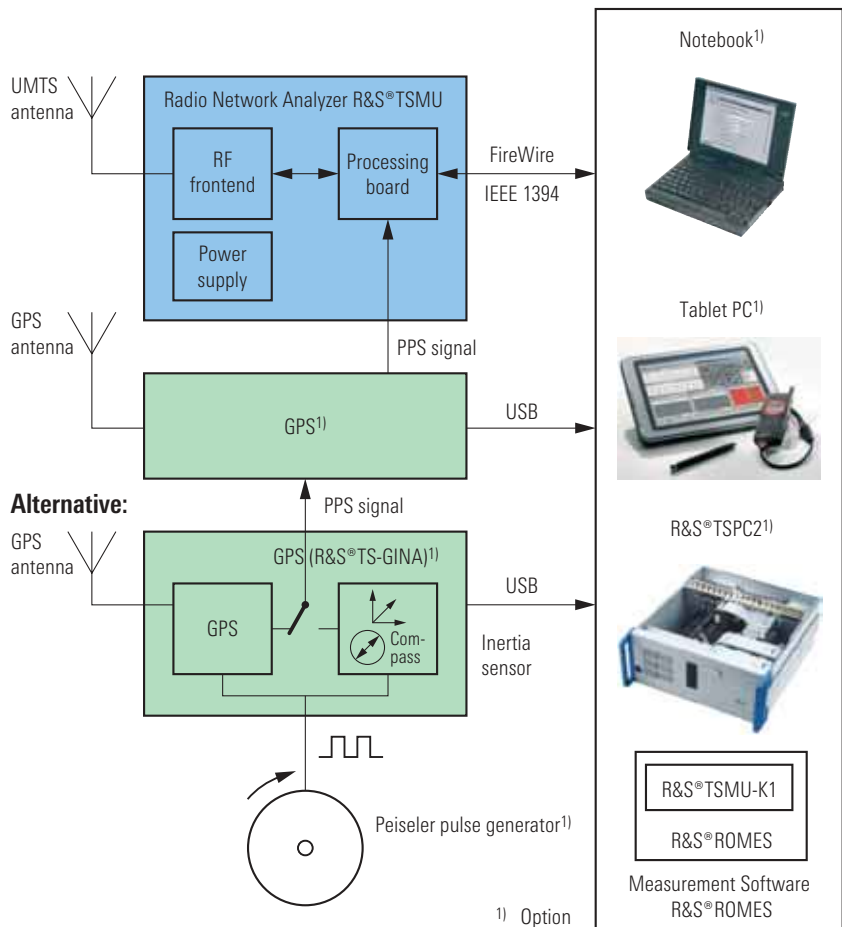 UMTS
antenna
Radio Network Analyzer R&S®TSMU
RF
frontend
Processing
board
Power
supply
FireWire
IEEE 1394
Notebook1)
GPS
antenna
PPS signal
GPS1)
USB
Tablet PC1)
Alternative:
GPS
antenna
PPS signal
GPS (R&S®TS-GINA)1)
GPS
Com-
pass
USB
Inertia
sensor
R&S®TSPC21)
Peiseler pulse generator1)
R&S®TSMU-K1
R&S®ROMES
Measurement Software
R&S®ROMES
1) Option